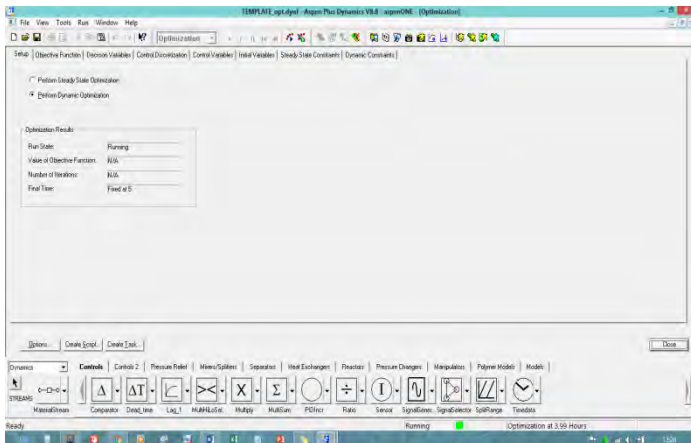 TEMPLATE_opt.dynf - Aspen Plus Dynamics V8.8 - aspenONE - [Optimization]
File View Tools Run Window Help
Optimization
Setup Objective Function Decision Variables Control Discretization Control Variables Initial Variables Steady State Constraints Dynamic Constraints
Perform Steady State Optimization
Perform Dynamic Optimization
Optimization Results
Run State: Running
Value of Objective Function: N/A
Number of Iterations: N/A
Final Time: Fixed at 5
Options... Create Script... Create Task... Close
Dynamics Controls Controls 2 Pressure Relief Mixers/Splitters Separators Heat Exchangers Reactors Pressure Changers Manipulators Polymer Models Models
Δ ΔT >< X Σ ÷ I
STREAMS
MaterialStream Comparator Dead_time Lag_1 MultiHiLoSel Multiply MultiSum PIDIncr Ratio Sensor SignalGener SignalSelector SplitRange Timedata
Ready Running Optimization at 3.99 Hours